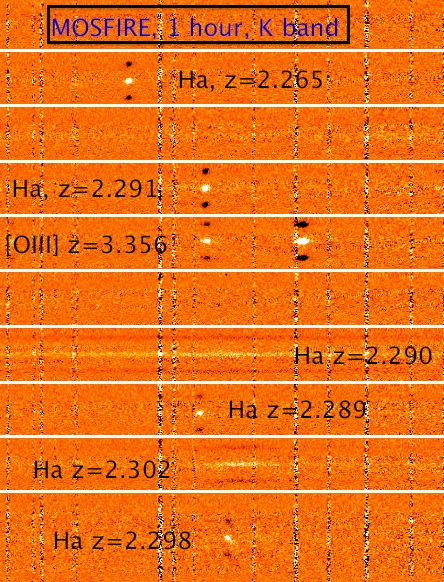 MOSFIRE, 1 hour, K band
Ha, z=2.265
Ha, z=2.291
[OIII] z=3.356
Ha z=2.290
Ha z=2.289
Ha z=2.302
Ha z=2.298